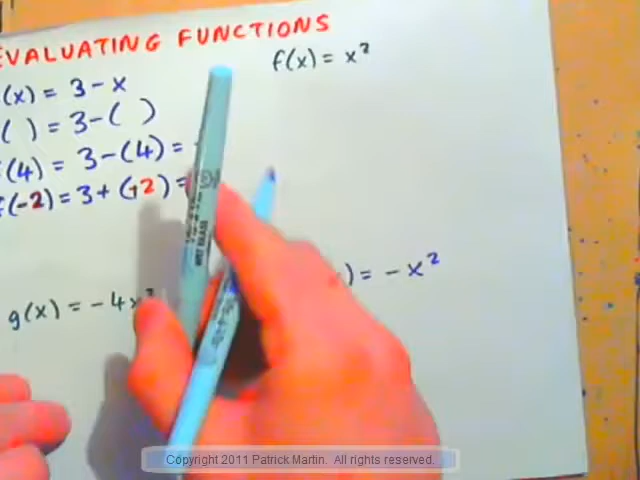 EVALUATING FUNCTIONS
f(x) = x²
(x) = 3 - x
( ) = 3 - ( )
f(4) = 3 - (4) =
f(-2) = 3 + (+2) =
) = - x²
g(x) = - 4x²
Copyright 2011 Patrick Martin. All rights reserved.